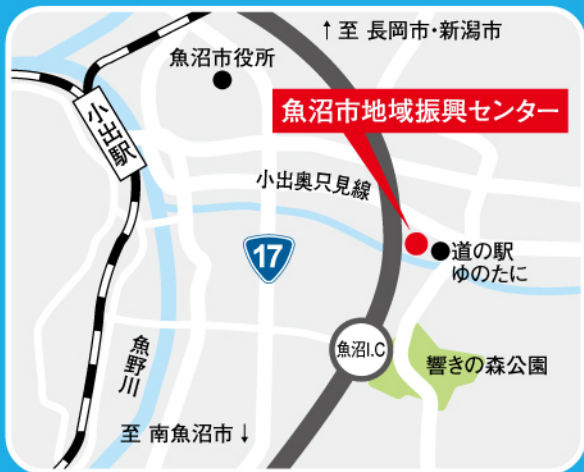 ↑至 長岡市・新潟市
魚沼市役所
魚沼市地域振興センター
小出駅
小出奥只見線
17
道の駅
ゆのたに
魚沼I.C
魚野川
響きの森公園
至 南魚沼市↓